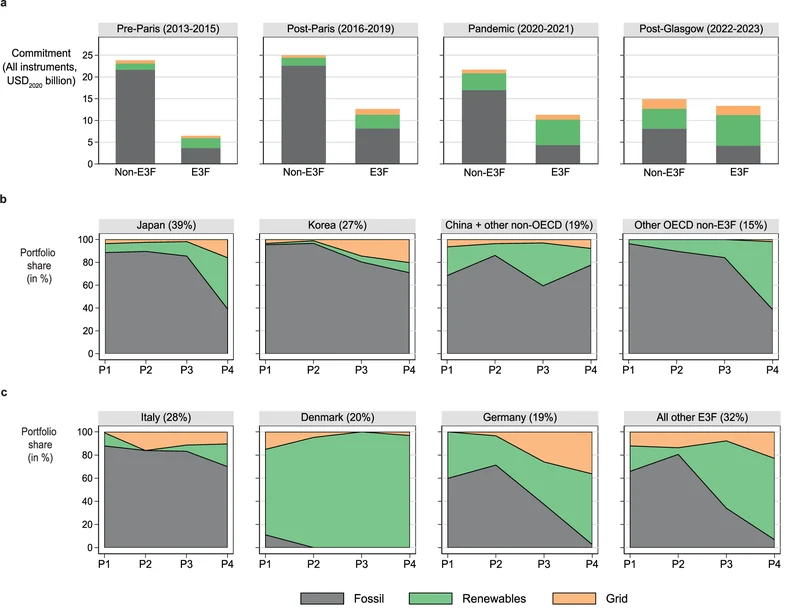 a
Pre-Paris (2013-2015) Post-Paris (2016-2019) Pandemic (2020-2021) Post-Glasgow (2022-2023)
Commitment
(All instruments,
USD2020 billion)
25
20
15
10
5
0
Non-E3F E3F Non-E3F E3F Non-E3F E3F Non-E3F E3F
b
Japan (39%) Korea (27%) China + other non-OECD (19%) Other OECD non-E3F (15%)
Portfolio
share
(in %)
100
80
60
40
20
0
P1 P2 P3 P4 P1 P2 P3 P4 P1 P2 P3 P4 P1 P2 P3 P4
c
Italy (28%) Denmark (20%) Germany (19%) All other E3F (32%)
Portfolio
share
(in %)
100
80
60
40
20
0
P1 P2 P3 P4 P1 P2 P3 P4 P1 P2 P3 P4 P1 P2 P3 P4
Fossil Renewables Grid